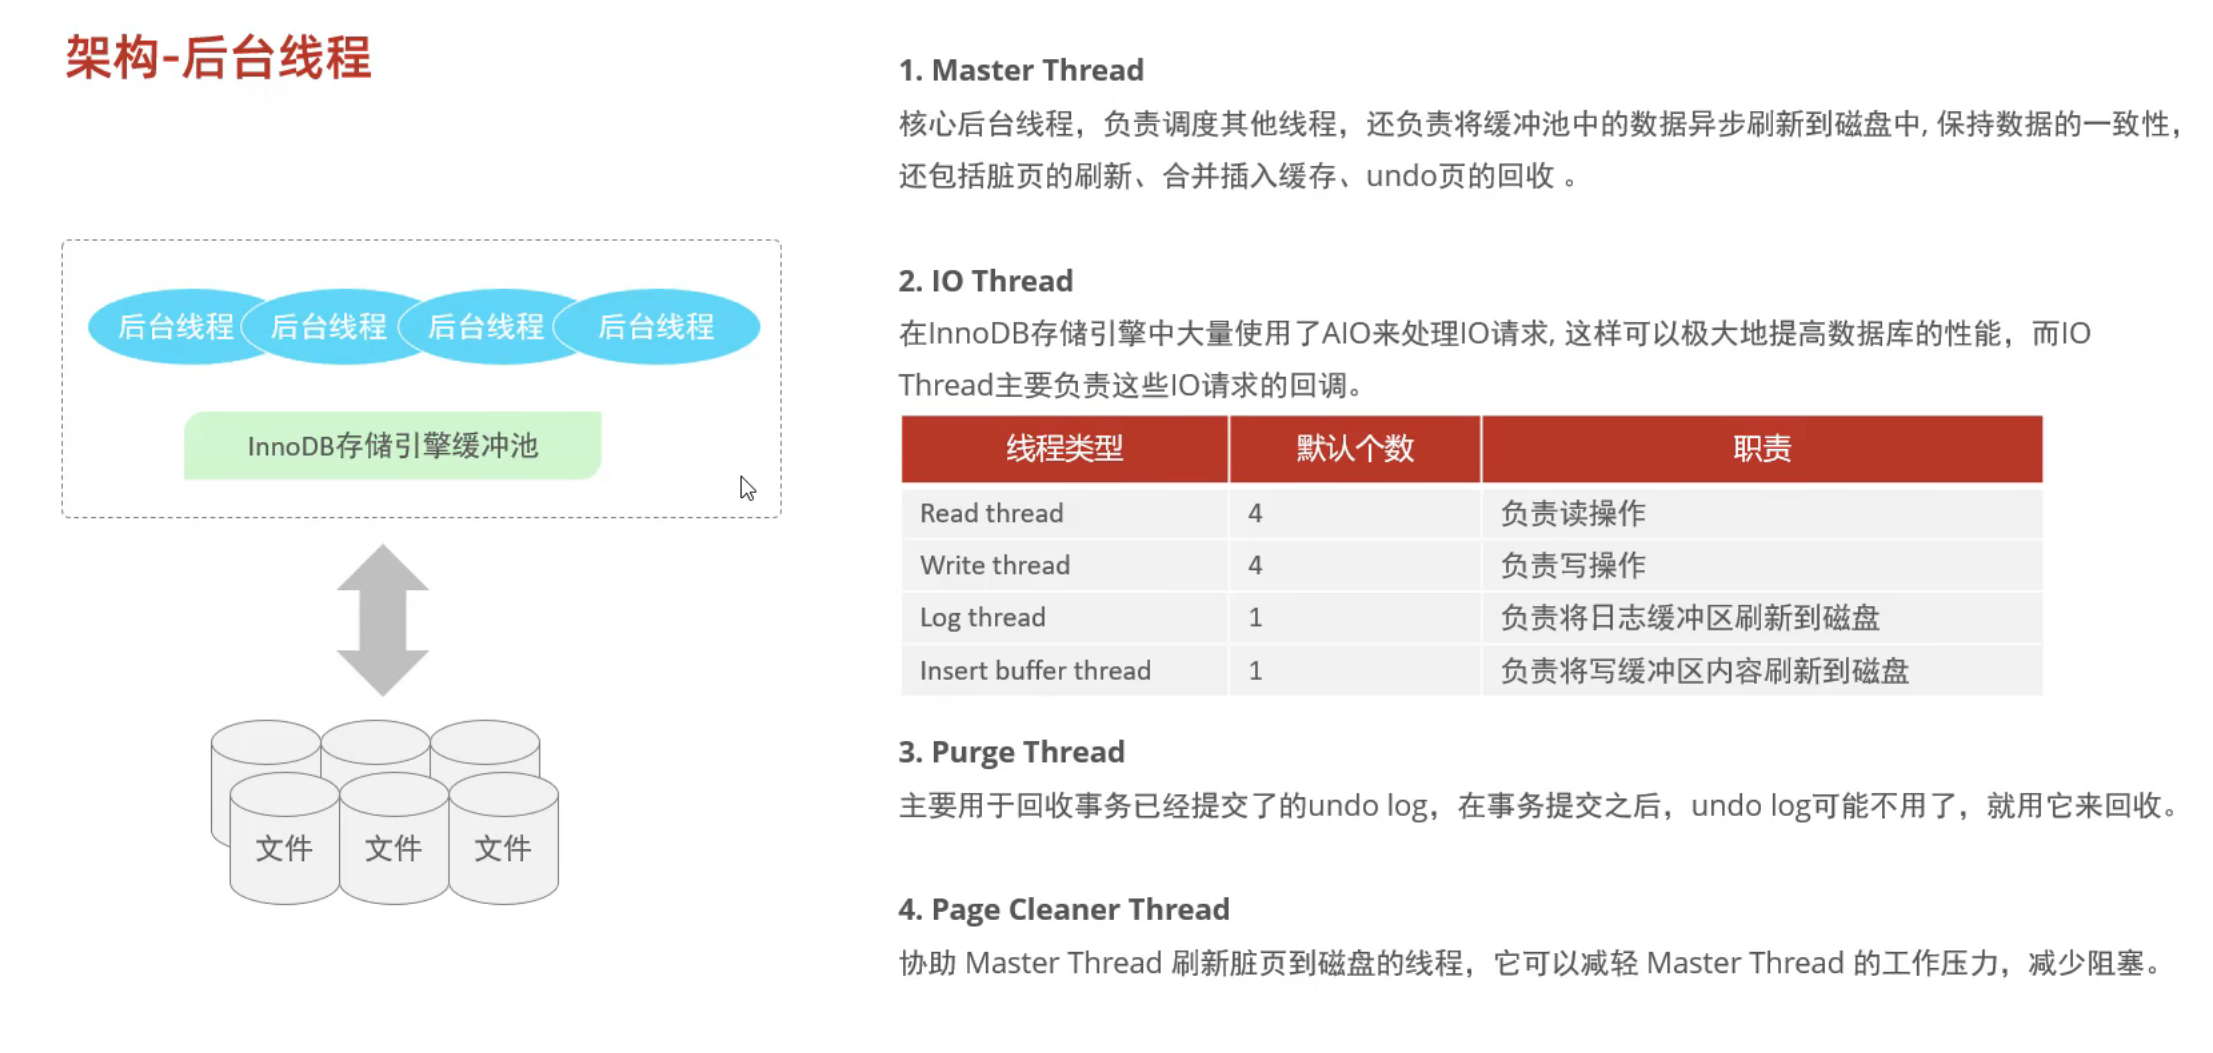 架构-后台线程
后台线程 后台线程 后台线程 后台线程
InnoDB存储引擎缓冲池
文件 文件 文件
1. Master Thread
核心后台线程，负责调度其他线程，还负责将缓冲池中的数据异步刷新到磁盘中, 保持数据的一致性，
还包括脏页的刷新、合并插入缓存、undo页的回收 。
2. IO Thread
在InnoDB存储引擎中大量使用了AIO来处理IO请求, 这样可以极大地提高数据库的性能，而IO
Thread主要负责这些IO请求的回调。
线程类型 默认个数 职责
Read thread 4 负责读操作
Write thread 4 负责写操作
Log thread 1 负责将日志缓冲区刷新到磁盘
Insert buffer thread 1 负责将写缓冲区内容刷新到磁盘
3. Purge Thread
主要用于回收事务已经提交了的undo log，在事务提交之后，undo log可能不用了，就用它来回收。
4. Page Cleaner Thread
协助 Master Thread 刷新脏页到磁盘的线程，它可以减轻 Master Thread 的工作压力，减少阻塞。